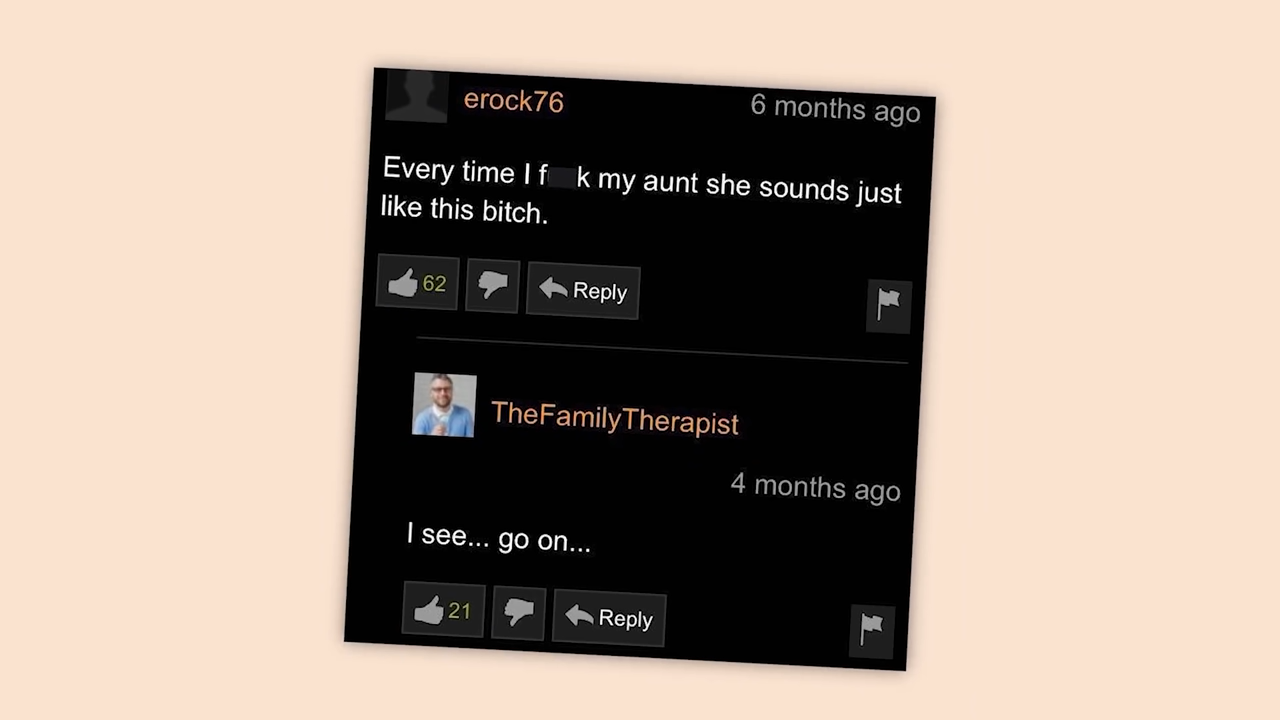 erock76
6 months ago
Every time I f k my aunt she sounds just
like this bitch.
62
Reply
TheFamilyTherapist
4 months ago
I see... go on...
21
Reply